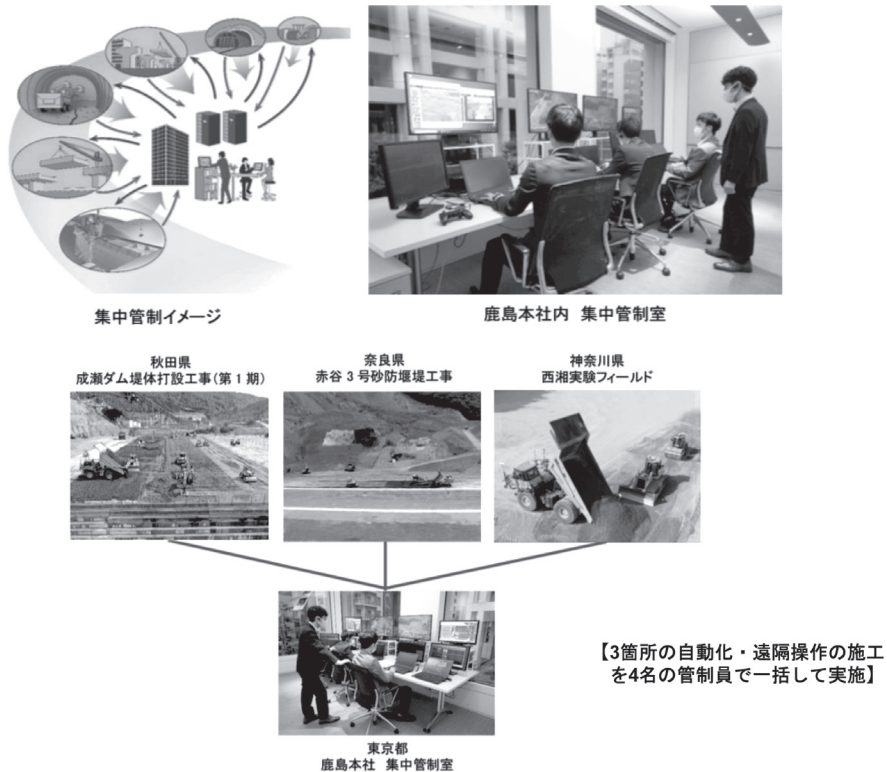 集中管制イメージ
鹿島本社内 集中管制室
秋田県
成瀬ダム堤体打設工事(第1期)
奈良県
赤谷3号砂防堰堤工事
神奈川県
西湘実験フィールド
【3箇所の自動化・遠隔操作の施工
を4名の管制員で一括して実施】
東京都
鹿島本社 集中管制室